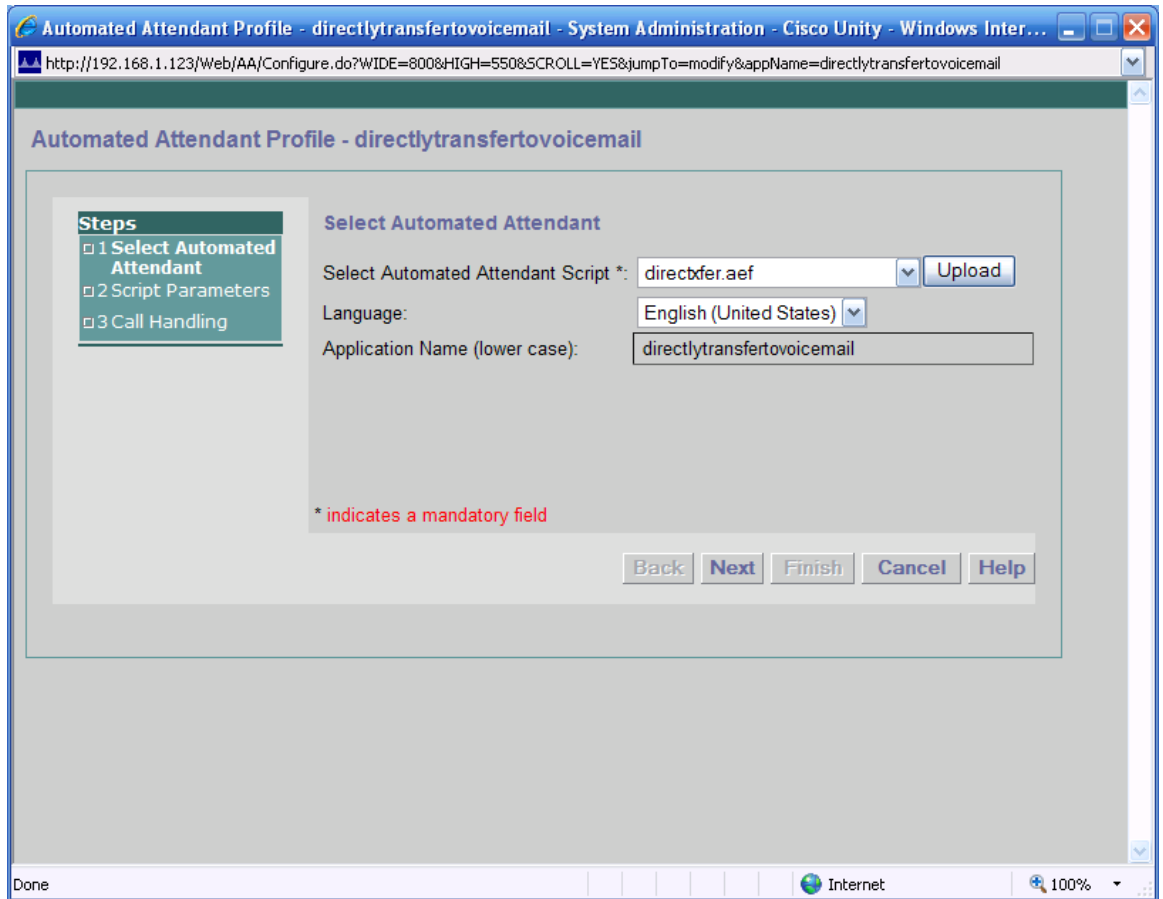 Automated Attendant Profile - directlytransfertovoicemail - System Administration - Cisco Unity - Windows Inter...
http://192.168.1.123/Web/AA/Configure.do?WIDE=800&HIGH=550&SCROLL=YES&jumpTo=modify&appName=directlytransfertovoicemail
Automated Attendant Profile - directlytransfertovoicemail
Steps
1 Select Automated Attendant
2 Script Parameters
3 Call Handling
Select Automated Attendant
Select Automated Attendant Script *: directxfer.aef Upload
Language: English (United States)
Application Name (lower case): directlytransfertovoicemail
* indicates a mandatory field
Back Next Finish Cancel Help
Done Internet 100%